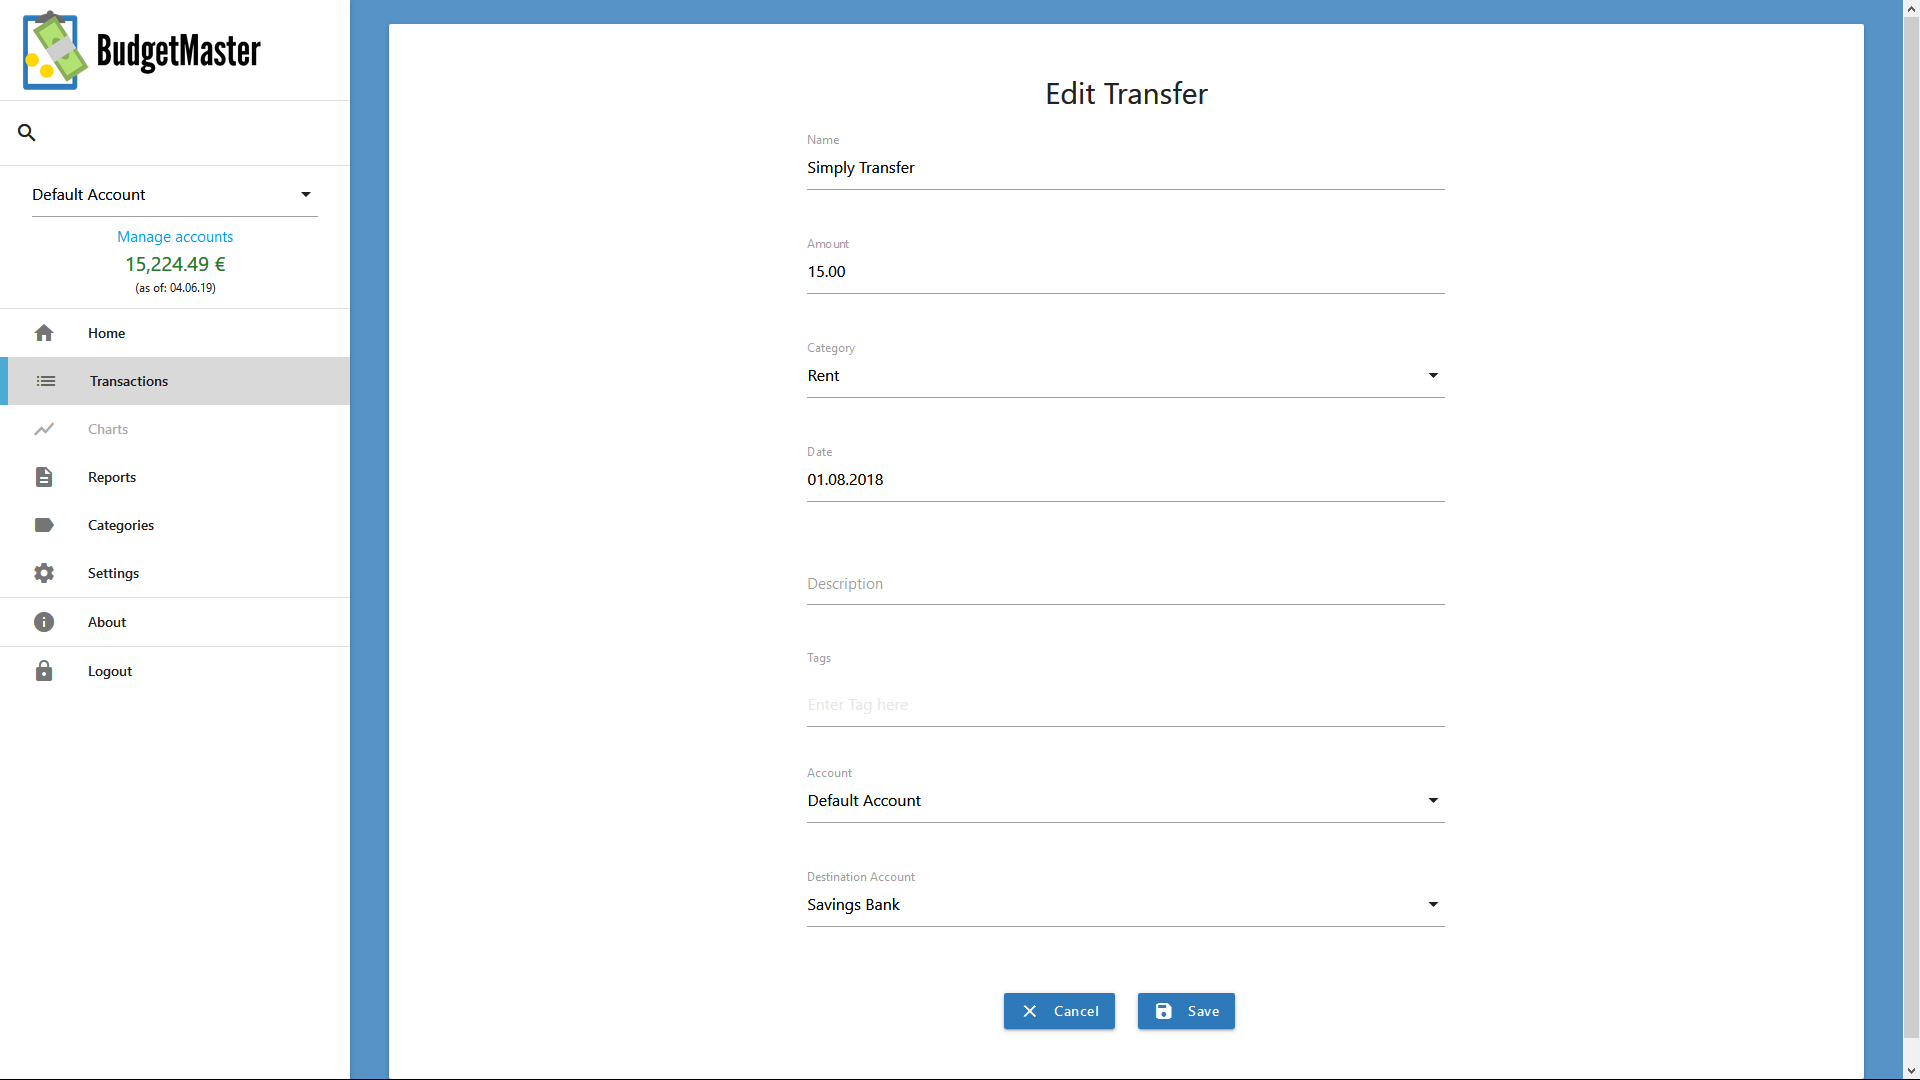 BudgetMaster
Default Account
Manage accounts
15,224.49 €
(as of: 04.06.19)
Home
Transactions
Charts
Reports
Categories
Settings
About
Logout
Edit Transfer
Name
Simply Transfer
Amount
15.00
Category
Rent
Date
01.08.2018
Description
Tags
Enter Tag here
Account
Default Account
Destination Account
Savings Bank
Cancel
Save